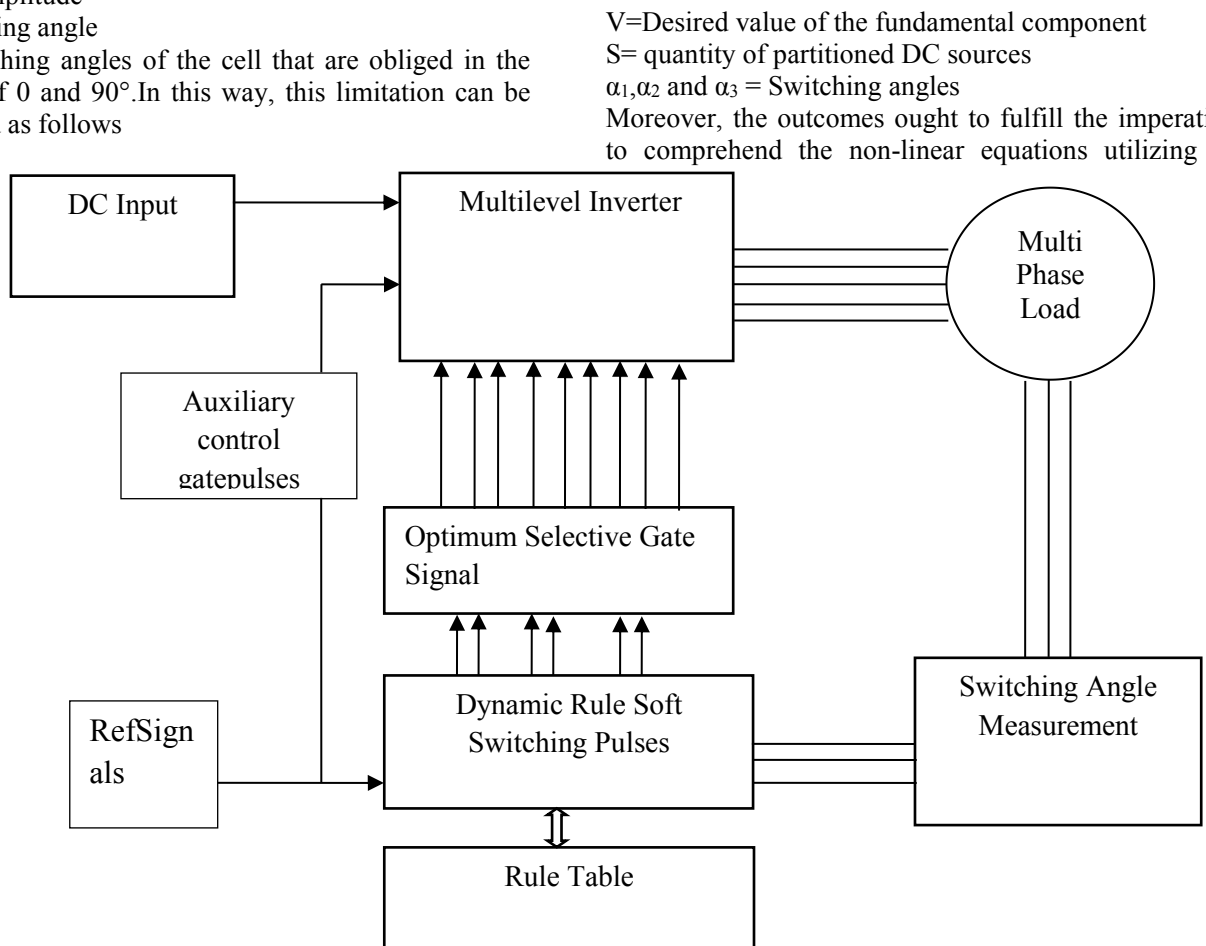 ing angle
hing angles of the cell that are obliged in the
f 0 and 90°.In this way, this limitation can be
as follows
V=Desired value of the fundamental component
S= quantity of partitioned DC sources
α₁,α₂ and α₃ = Switching angles
Moreover, the outcomes ought to fulfill the imperati
to comprehend the non-linear equations utilizing
DC Input
Multilevel Inverter
Multi
Phase
Load
Auxiliary
control
gatepulses
Optimum Selective Gate
Signal
Dynamic Rule Soft
Switching Pulses
Switching Angle
Measurement
RefSign
als
Rule Table